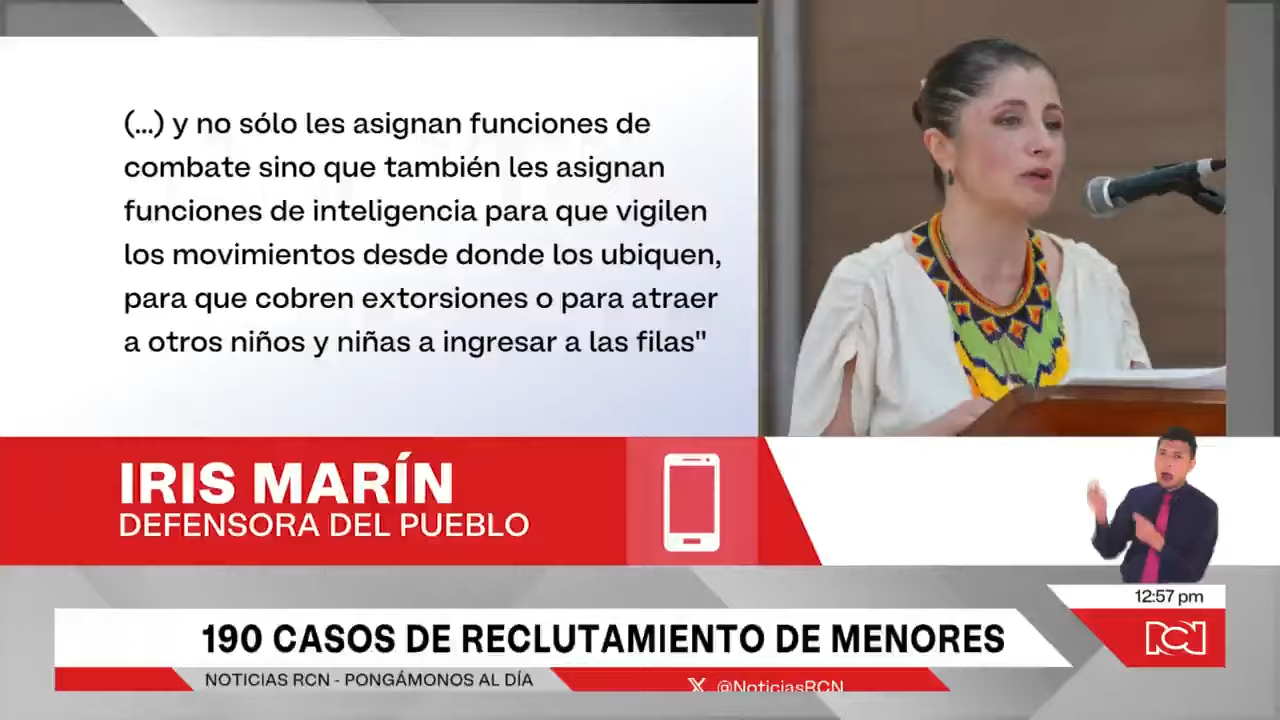 (...) y no sólo les asignan funciones de
combate sino que también les asignan
funciones de inteligencia para que vigilen
los movimientos desde donde los ubiquen,
para que cobren extorsiones o para atraer
a otros niños y niñas a ingresar a las filas"
IRIS MARÍN
DEFENSORA DEL PUEBLO
12:57 pm
190 CASOS DE RECLUTAMIENTO DE MENORES
RCN
NOTICIAS RCN - PONGÁMONOS AL DÍA
X @NoticiasRCN